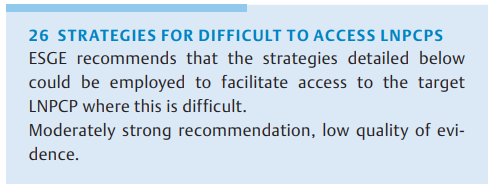 26 STRATEGIES FOR DIFFICULT TO ACCESS LNPCPS
ESGE recommends that the strategies detailed below
could be employed to facilitate access to the target
LNPCP where this is difficult.
Moderately strong recommendation, low quality of evi-
dence.